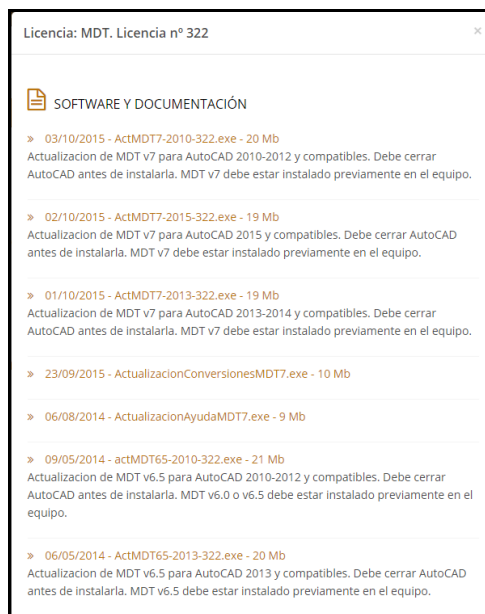 Licencia: MDT. Licencia nº 322
×
SOFTWARE Y DOCUMENTACIÓN
» 03/10/2015 - ActMDT7-2010-322.exe - 20 Mb
Actualizacion de MDT v7 para AutoCAD 2010-2012 y compatibles. Debe cerrar
AutoCAD antes de instalarla. MDT v7 debe estar instalado previamente en el equipo.
» 02/10/2015 - ActMDT7-2015-322.exe - 19 Mb
Actualizacion de MDT v7 para AutoCAD 2015 y compatibles. Debe cerrar AutoCAD
antes de instalarla. MDT v7 debe estar instalado previamente en el equipo.
» 01/10/2015 - ActMDT7-2013-322.exe - 19 Mb
Actualizacion de MDT v7 para AutoCAD 2013-2014 y compatibles. Debe cerrar
AutoCAD antes de instalarla. MDT v7 debe estar instalado previamente en el equipo.
» 23/09/2015 - ActualizacionConversionesMDT7.exe - 10 Mb
» 06/08/2014 - ActualizacionAyudaMDT7.exe - 9 Mb
» 09/05/2014 - actMDT65-2010-322.exe - 21 Mb
Actualizacion de MDT v6.5 para AutoCAD 2010-2012 y compatibles. Debe cerrar
AutoCAD antes de instalarla. MDT v6.0 o v6.5 debe estar instalado previamente en el
equipo.
» 06/05/2014 - ActMDT65-2013-322.exe - 20 Mb
Actualizacion de MDT v6.5 para AutoCAD 2013 y compatibles. Debe cerrar AutoCAD
antes de instalarla. MDT v6.5 debe estar instalado previamente en el equipo.